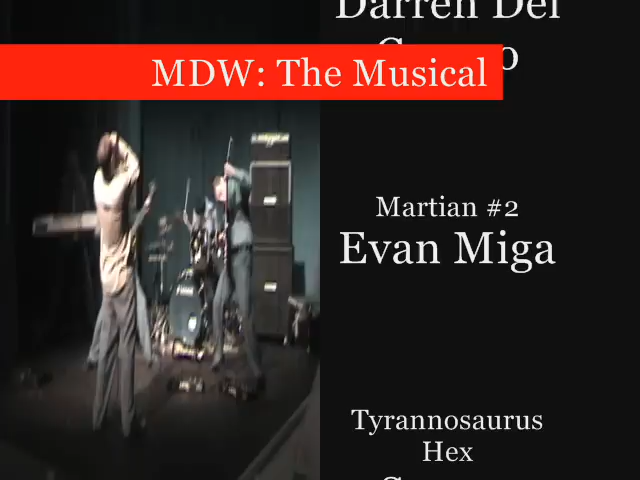 Darren Del
MDW: The Musical
Martian #2
Evan Miga
Tyrannosaurus
Hex